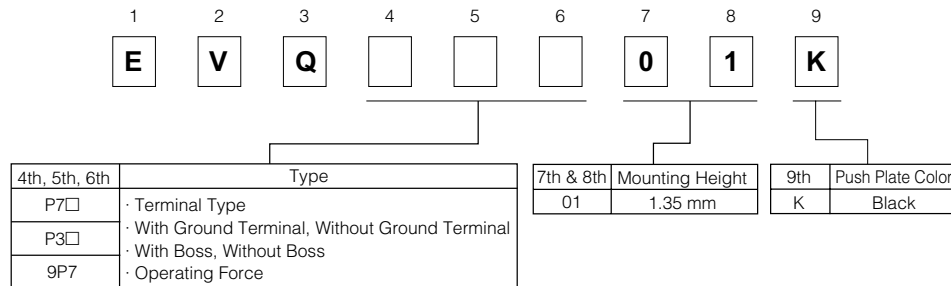 1 2 3 4 5 6 7 8 9
E V Q 0 1 K
4th, 5th, 6th Type
P7□
P3□
9P7
· Terminal Type
· With Ground Terminal, Without Ground Terminal
· With Boss, Without Boss
· Operating Force
7th & 8th Mounting Height
01 1.35 mm
9th Push Plate Color
K Black